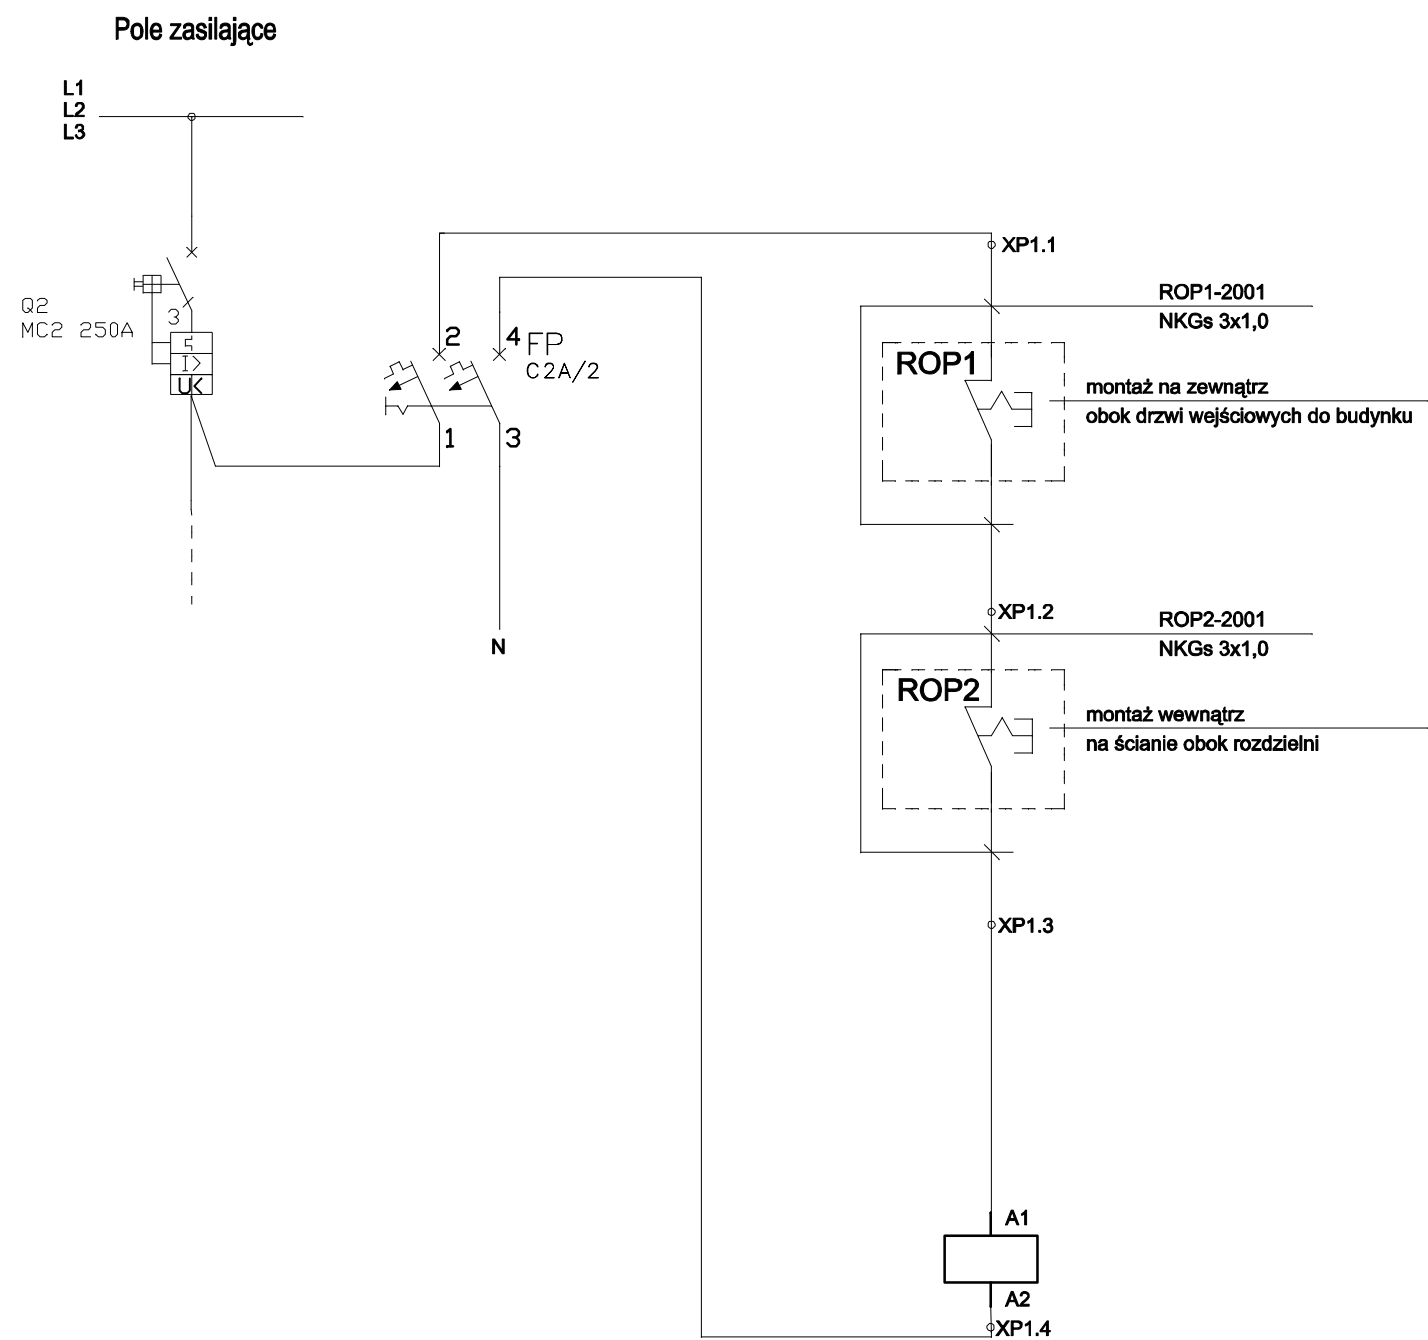 Pole zasilające
L1
L2
L3
Q2
MC2 250A
3
I>
U<
2
4
FP
C2A/2
1
3
N
XP1.1
ROP1-2001
NKGs 3x1,0
ROP1
montaż na zewnątrz
obok drzwi wejściowych do budynku
XP1.2
ROP2-2001
NKGs 3x1,0
ROP2
montaż wewnątrz
na ścianie obok rozdzielni
XP1.3
A1
A2
XP1.4